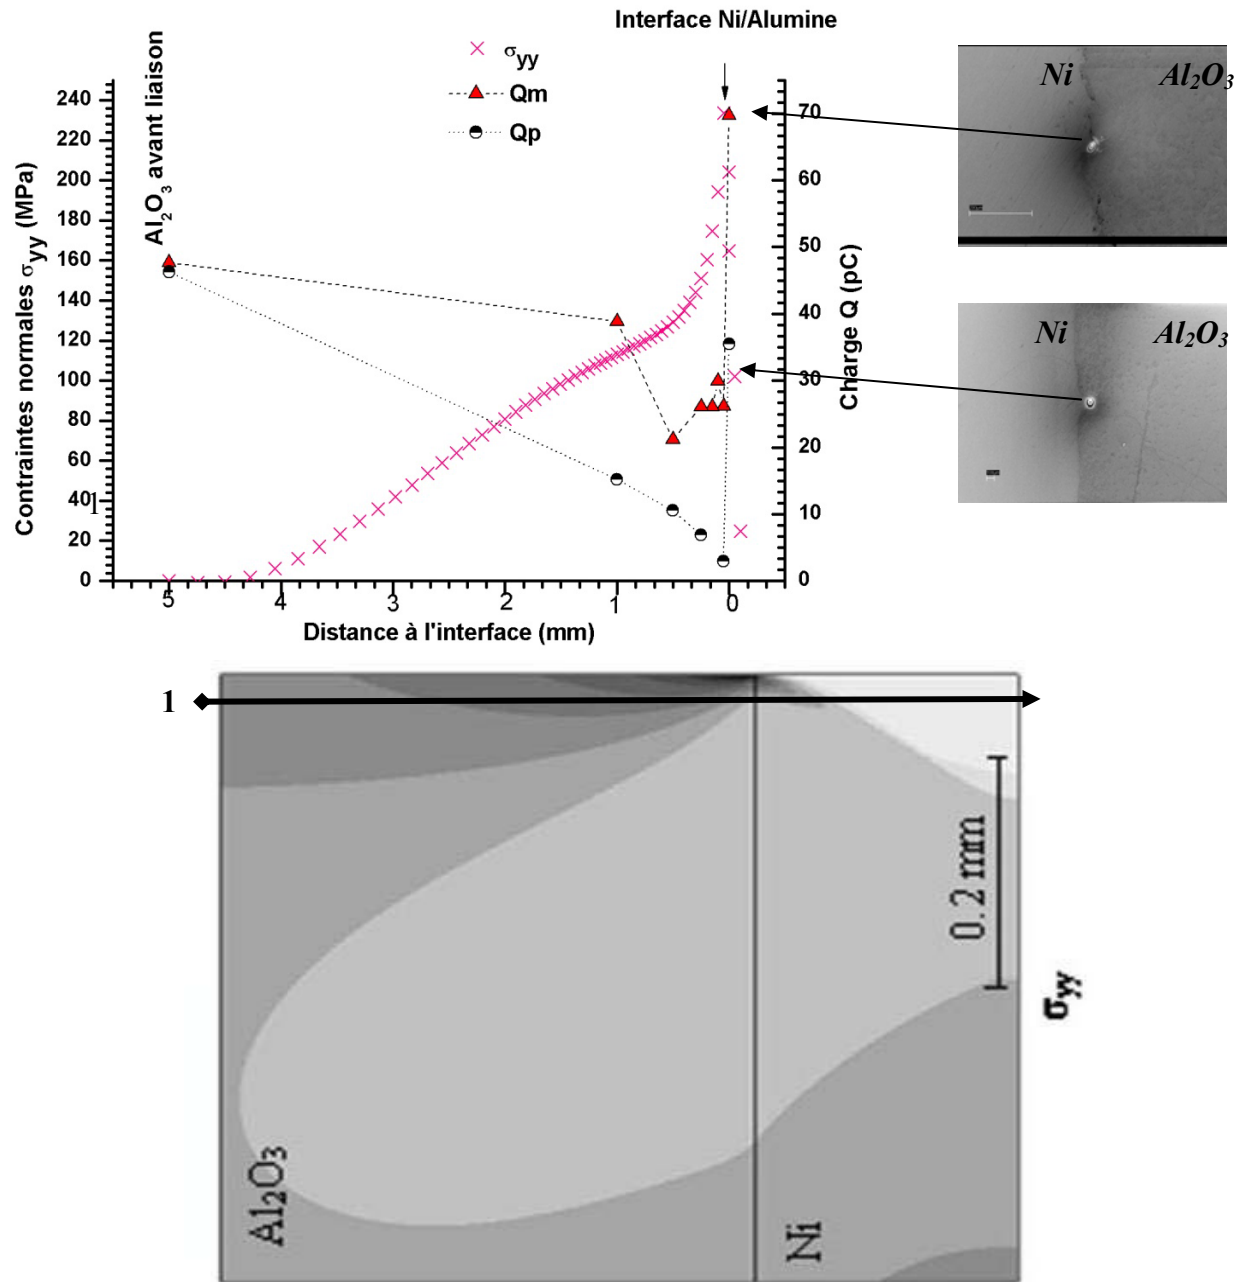 Interface Ni/Alumine
σyy
Qm
Qp
Al2O3 avant liaison
Contraintes normales σyy (MPa)
240
220
200
180
160
140
120
100
80
60
40
20
0
1
5
4
3
2
1
0
Distance à l'interface (mm)
70
60
50
40
30
20
10
0
Charge Q (pC)
Ni
Al2O3
Ni
Al2O3
1
0.2 mm
σyy
Al2O3
Ni